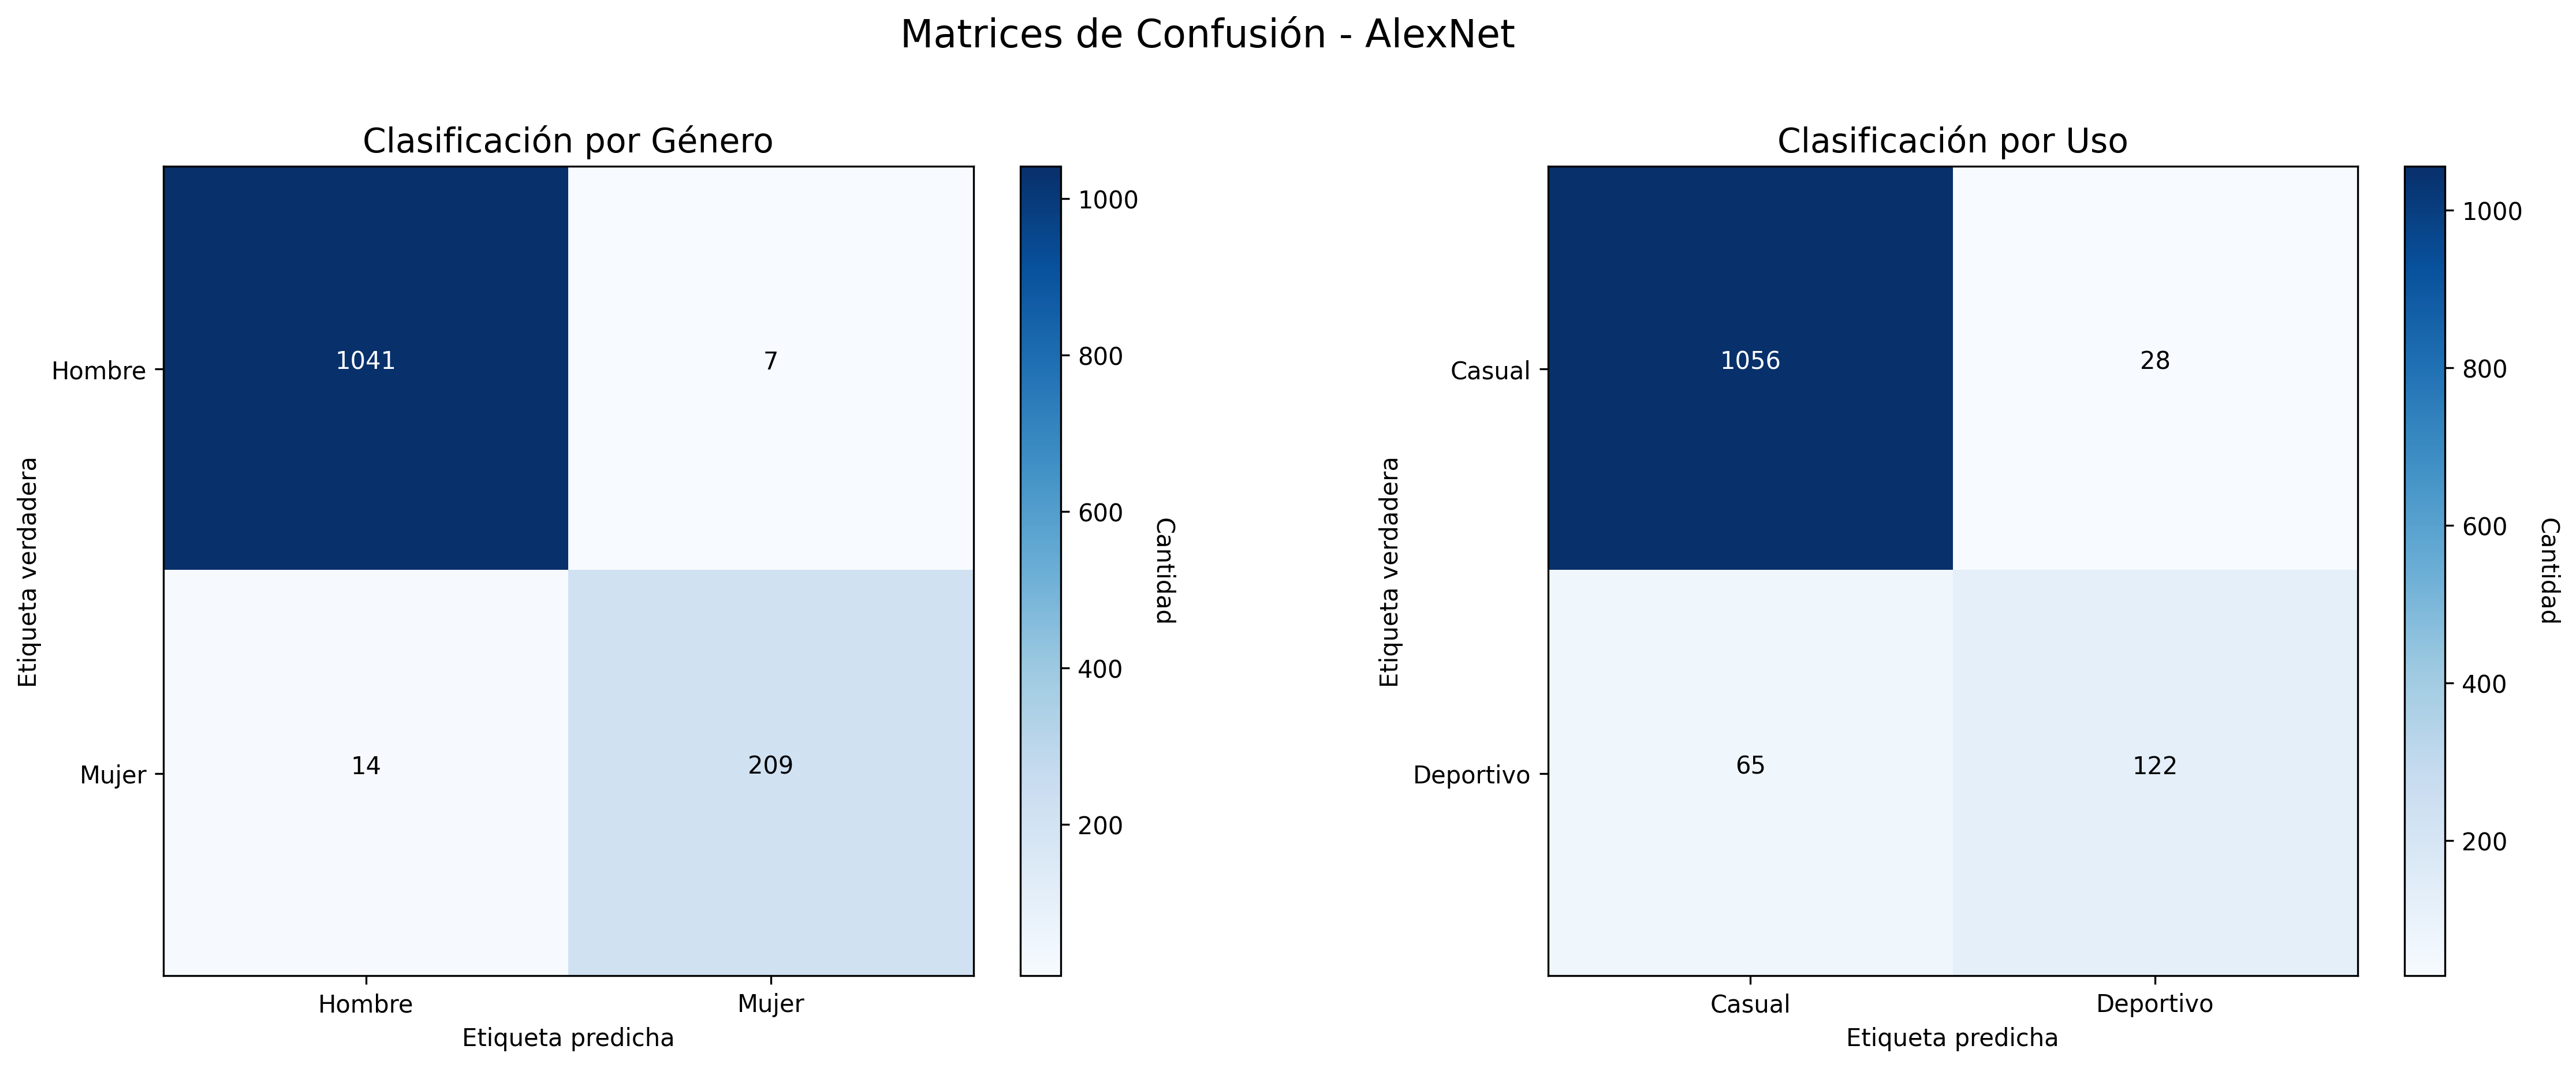 Matrices de Confusión - AlexNet
Clasificación por Género
1041
7
14
209
Hombre
Mujer
Etiqueta verdadera
Hombre
Mujer
Etiqueta predicha
1000
800
600
400
200
Cantidad
Clasificación por Uso
1056
28
65
122
Casual
Deportivo
Etiqueta verdadera
Casual
Deportivo
Etiqueta predicha
1000
800
600
400
200
Cantidad